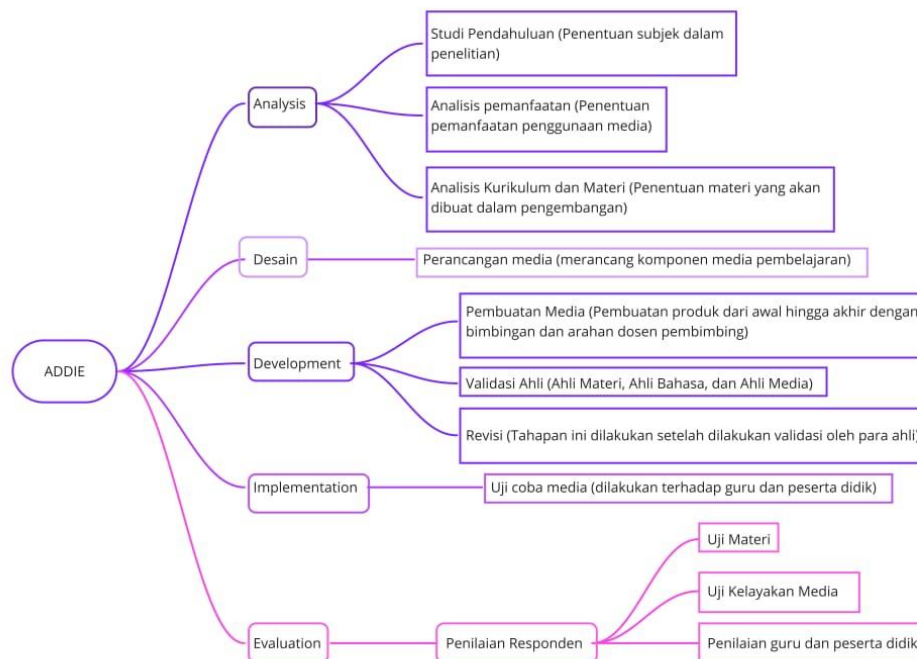 ADDIE
Analysis
Studi Pendahuluan (Penentuan subjek dalam
penelitian)
Analisis pemanfaatan (Penentuan
pemanfaatan penggunaan media)
Analisis Kurikulum dan Materi (Penentuan materi yang akan
dibuat dalam pengembangan)
Desain
Perancangan media (merancang komponen media pembelajaran)
Development
Pembuatan Media (Pembuatan produk dari awal hingga akhir dengan
bimbingan dan arahan dosen pembimbing)
Validasi Ahli (Ahli Materi, Ahli Bahasa, dan Ahli Media)
Revisi (Tahapan ini dilakukan setelah dilakukan validasi oleh para ahli)
Implementation
Uji coba media (dilakukan terhadap guru dan peserta didik)
Evaluation
Penilaian Responden
Uji Materi
Uji Kelayakan Media
Penilaian guru dan peserta didik